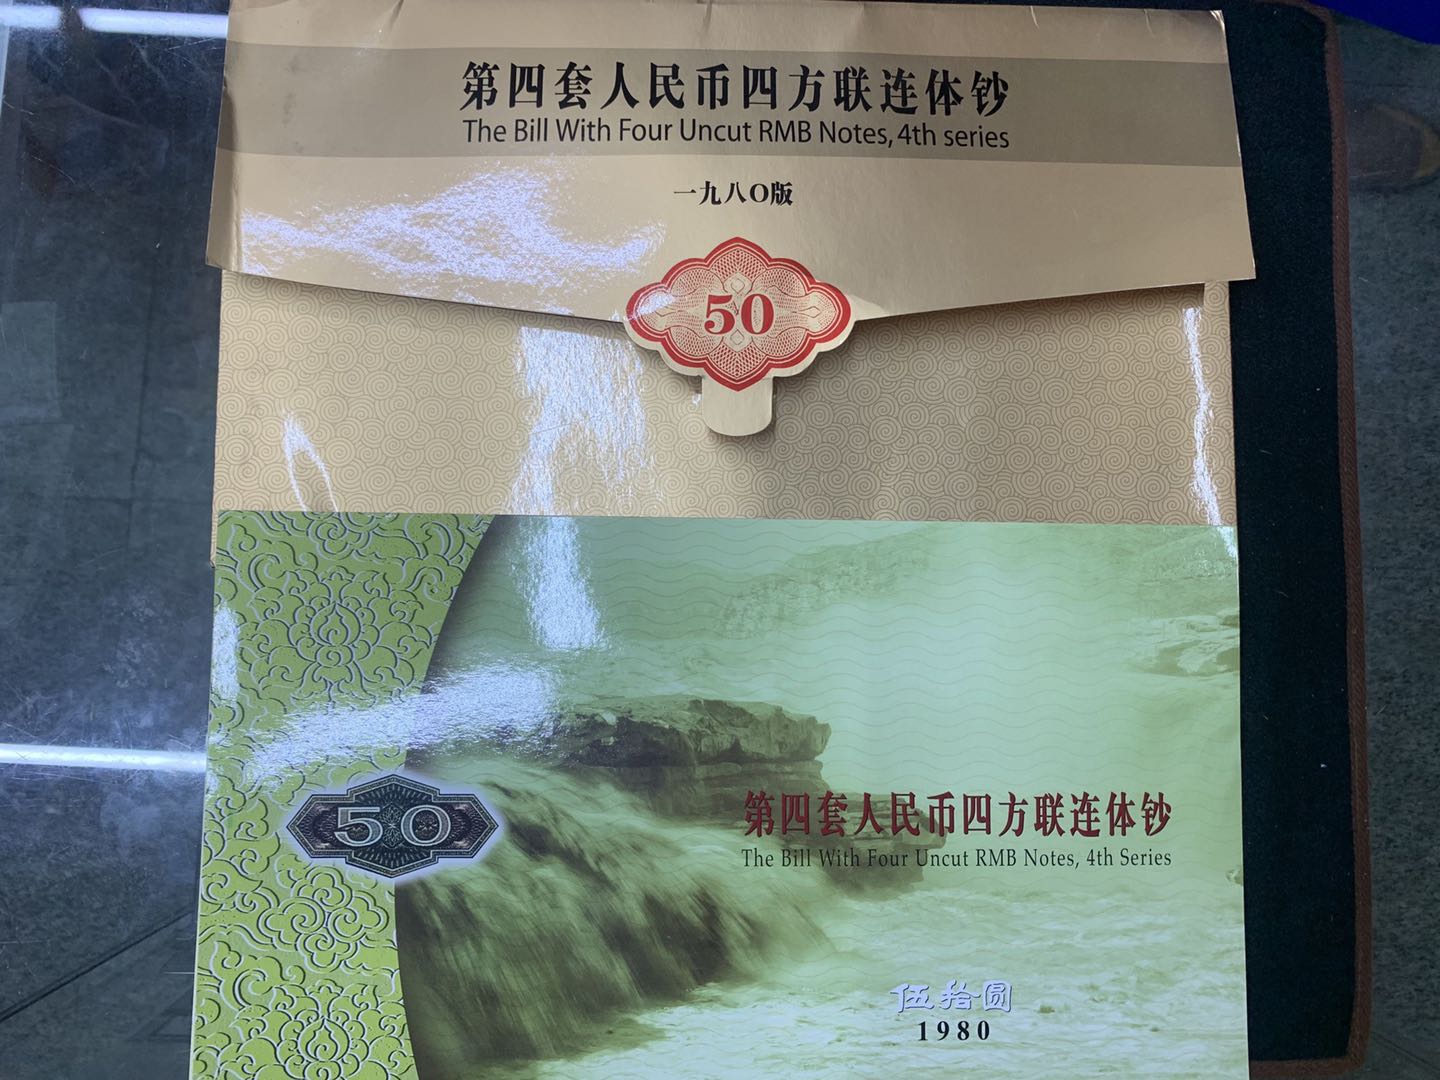 第四套人民币四方联连体钞
The Bill With Four Uncut RMB Notes, 4th series
一九八〇版
50
50
第四套人民币四方联连体钞
The Bill With Four Uncut RMB Notes, 4th Series
伍拾圆
1980